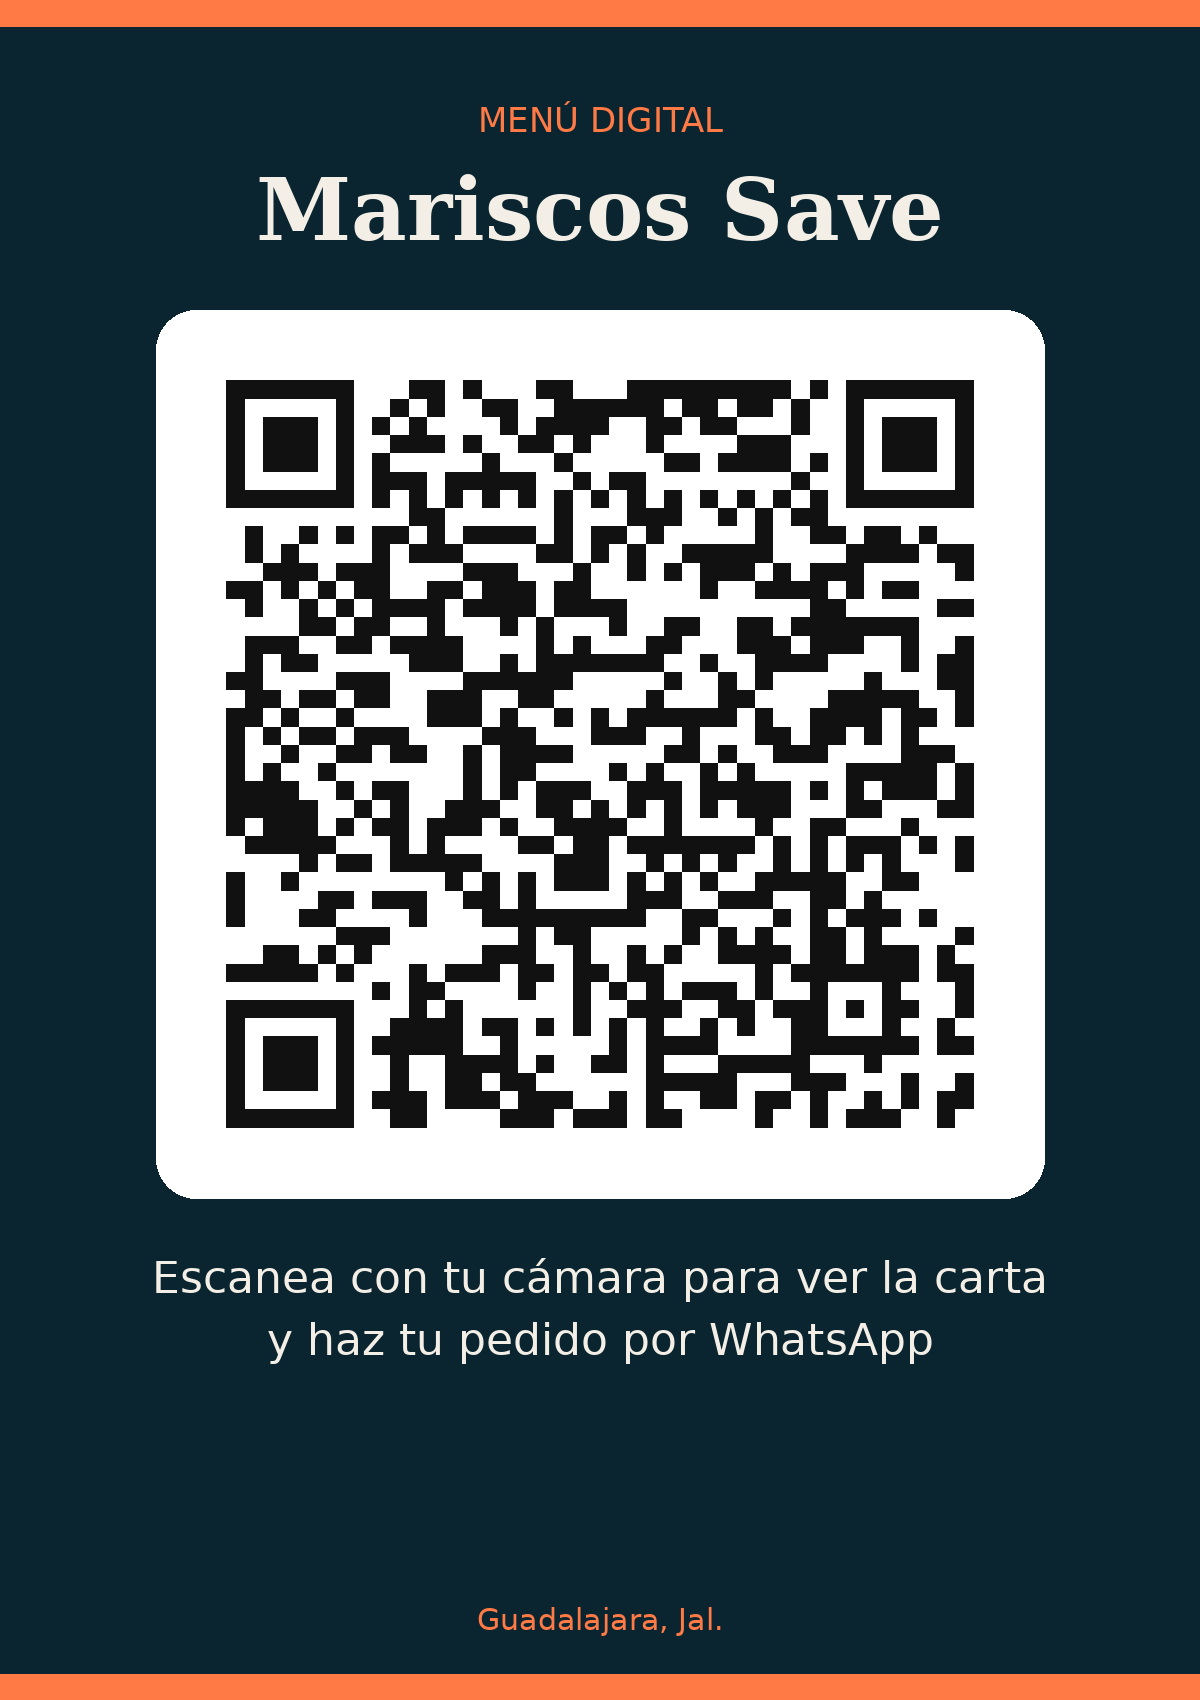 MENÚ DIGITAL
Mariscos Save
Escanea con tu cámara para ver la carta
y haz tu pedido por WhatsApp
Guadalajara, Jal.